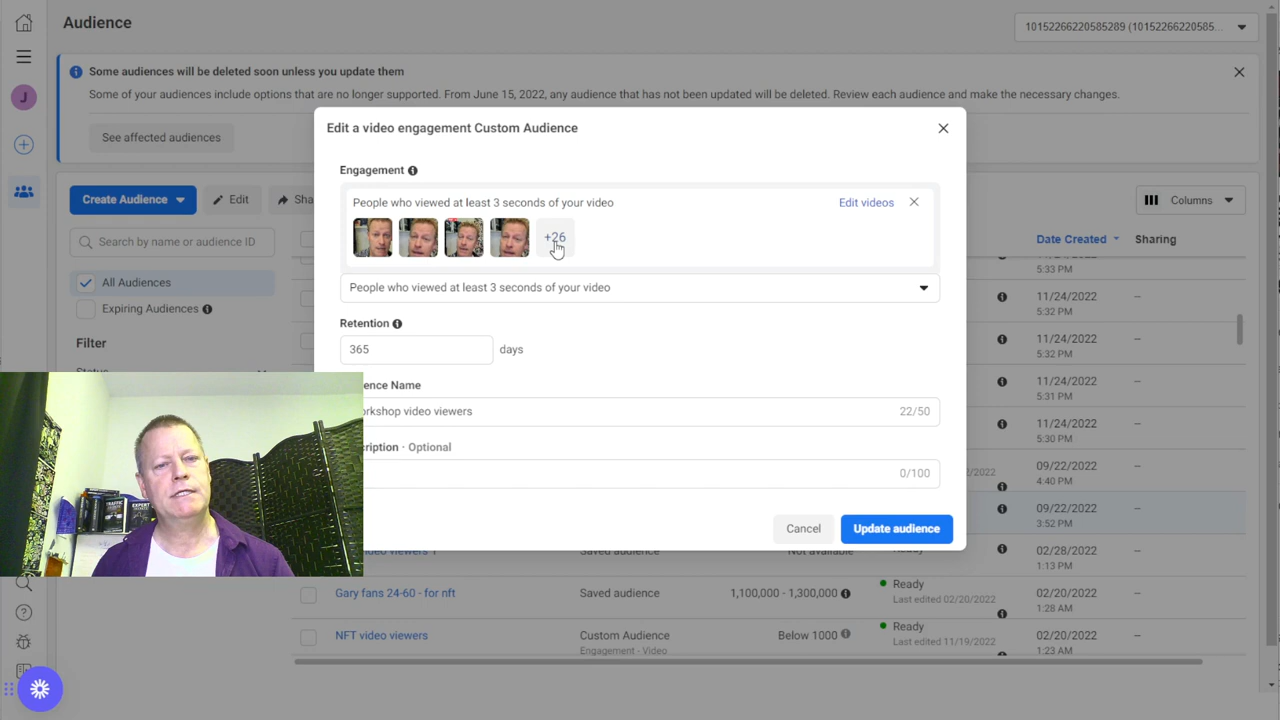 Audience
10152266220585289 (10152266220585...
J
Some audiences will be deleted soon unless you update them
Some of your audiences include options that are no longer supported. From June 15, 2022, any audience that has not been updated will be deleted. Review each audience and make the necessary changes.
See affected audiences
Edit a video engagement Custom Audience
Engagement
People who viewed at least 3 seconds of your video
Edit videos
+26
People who viewed at least 3 seconds of your video
Retention
365
days
ence Name
rkshop video viewers
22/50
ription · Optional
0/100
Cancel
Update audience
Create Audience
Edit
Sha
Columns
Search by name or audience ID
All Audiences
Expiring Audiences
Filter
Date Created
Sharing
5:33 PM
11/24/2022
5:32 PM
--
11/24/2022
5:32 PM
--
11/24/2022
5:31 PM
--
11/24/2022
5:30 PM
--
/2022
09/22/2022
4:40 PM
--
09/22/2022
3:52 PM
--
ideo viewers 1
Saved audience
Not available
02/28/2022
1:13 PM
--
Gary fans 24-60 - for nft
Saved audience
1,100,000 - 1,300,000
Ready
Last edited 02/20/2022
02/20/2022
1:28 AM
--
NFT video viewers
Custom Audience
Engagement - Video
Below 1000
Ready
Last edited 11/19/2022
02/20/2022
1:23 AM
--
TRAFFIC
EXPERT